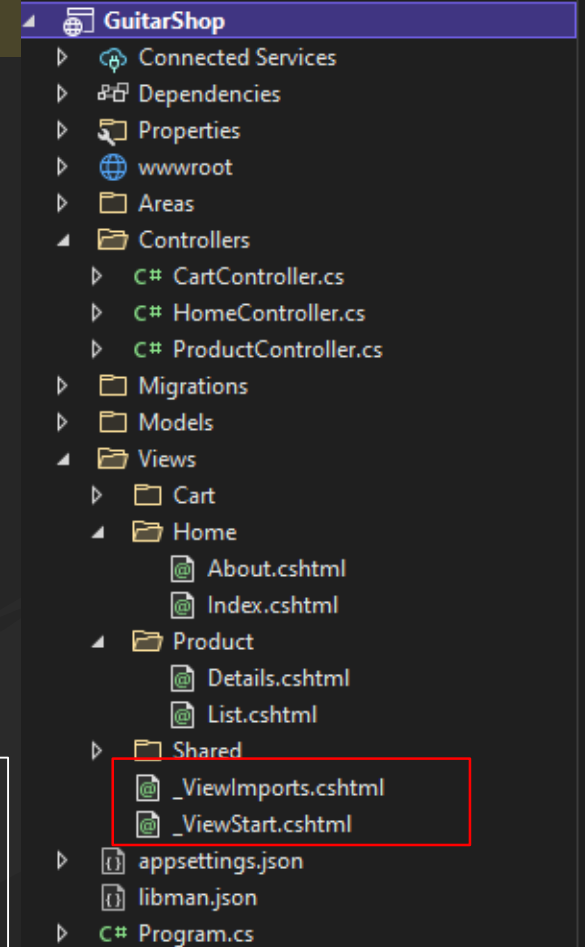 GuitarShop
Connected Services
Dependencies
Properties
wwwroot
Areas
Controllers
C# CartController.cs
C# HomeController.cs
C# ProductController.cs
Migrations
Models
Views
Cart
Home
@ About.cshtml
@ Index.cshtml
Product
@ Details.cshtml
@ List.cshtml
Shared
@ _ViewImports.cshtml
@ _ViewStart.cshtml
appsettings.json
libman.json
C# Program.cs